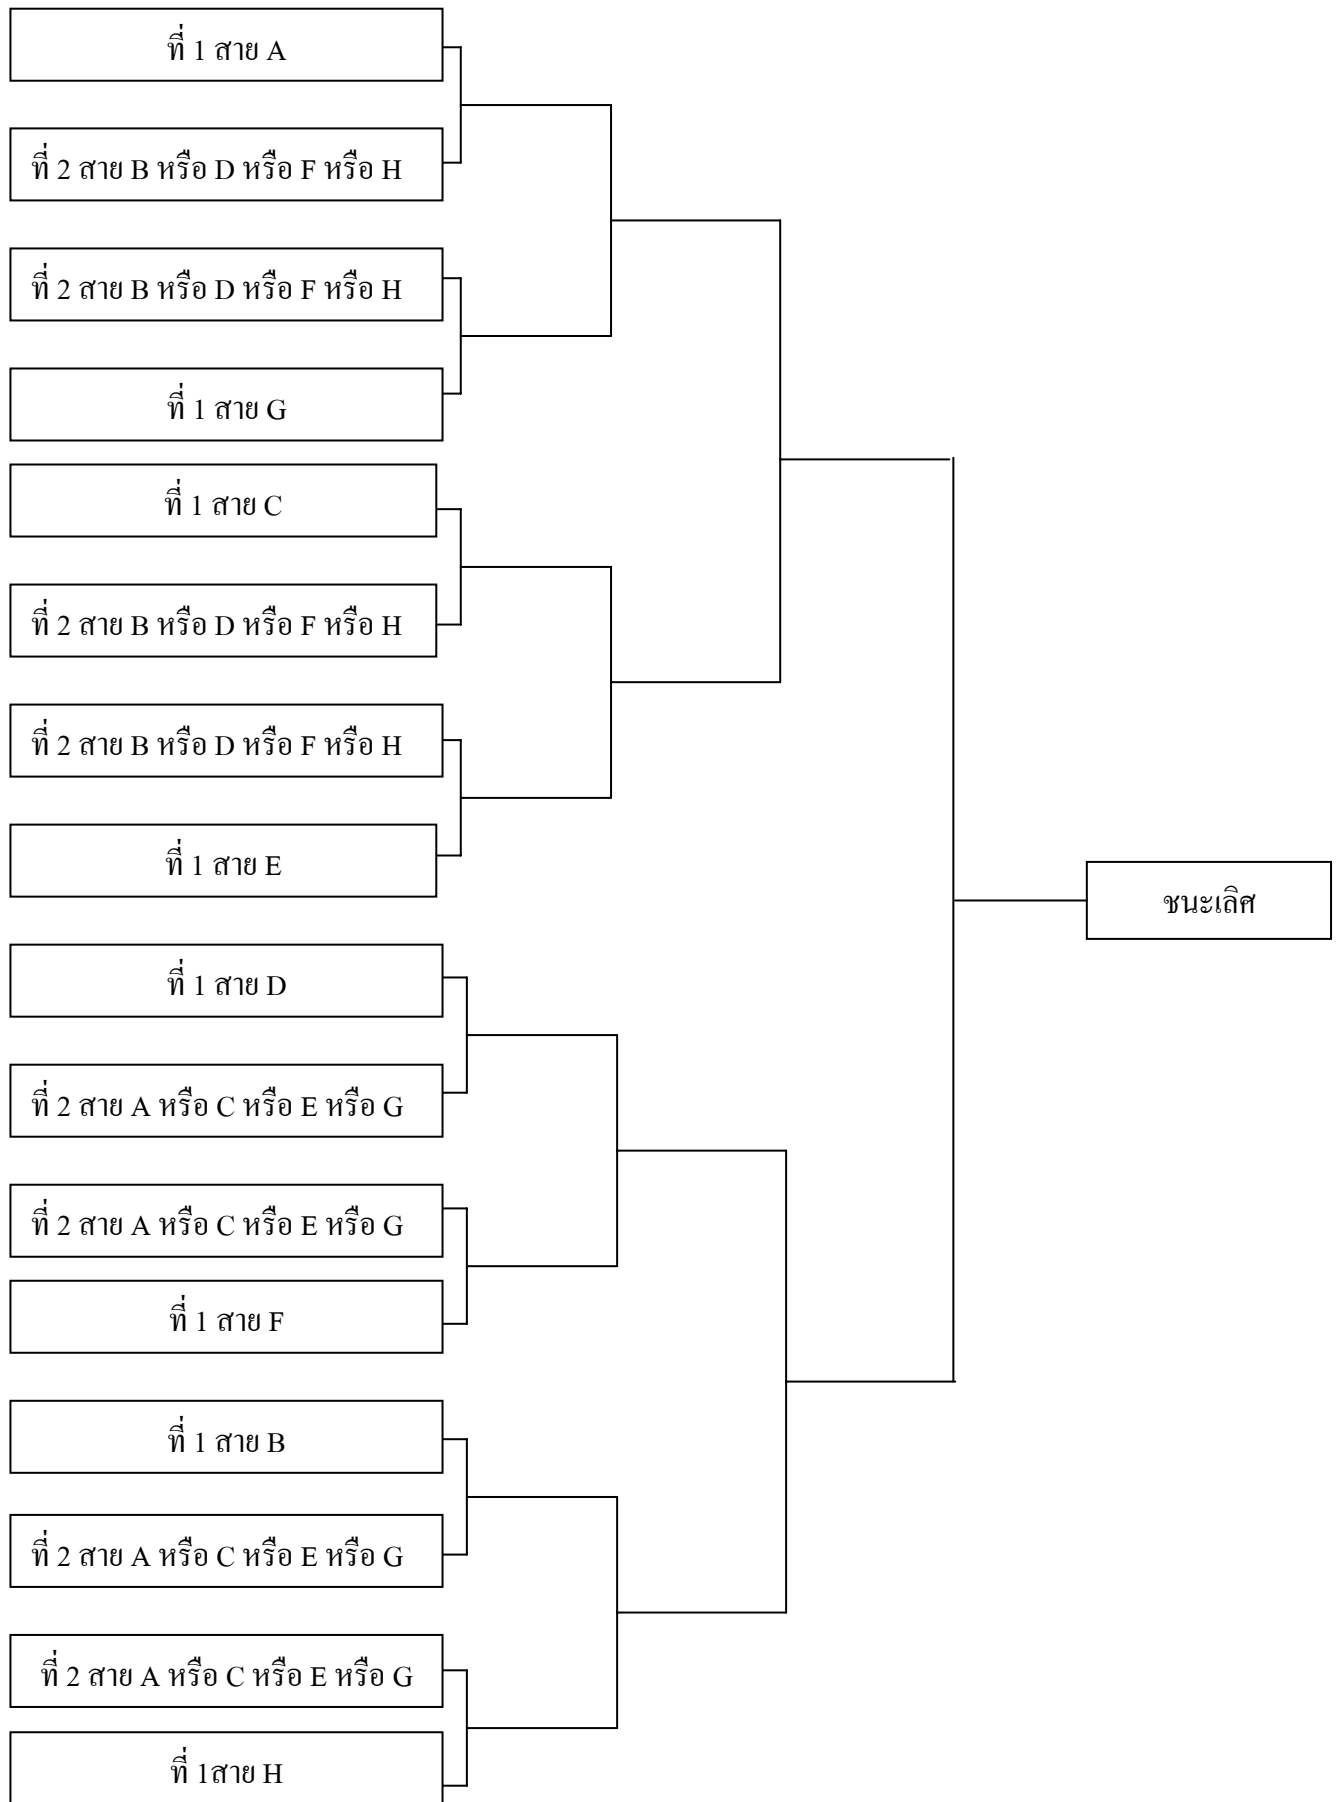 ที่ 1 สาย A
ที่ 2 สาย B หรือ D หรือ F หรือ H
ที่ 2 สาย B หรือ D หรือ F หรือ H
ที่ 1 สาย G
ที่ 1 สาย C
ที่ 2 สาย B หรือ D หรือ F หรือ H
ที่ 2 สาย B หรือ D หรือ F หรือ H
ที่ 1 สาย E
ชนะเลิศ
ที่ 1 สาย D
ที่ 2 สาย A หรือ C หรือ E หรือ G
ที่ 2 สาย A หรือ C หรือ E หรือ G
ที่ 1 สาย F
ที่ 1 สาย B
ที่ 2 สาย A หรือ C หรือ E หรือ G
ที่ 2 สาย A หรือ C หรือ E หรือ G
ที่ 1สาย H